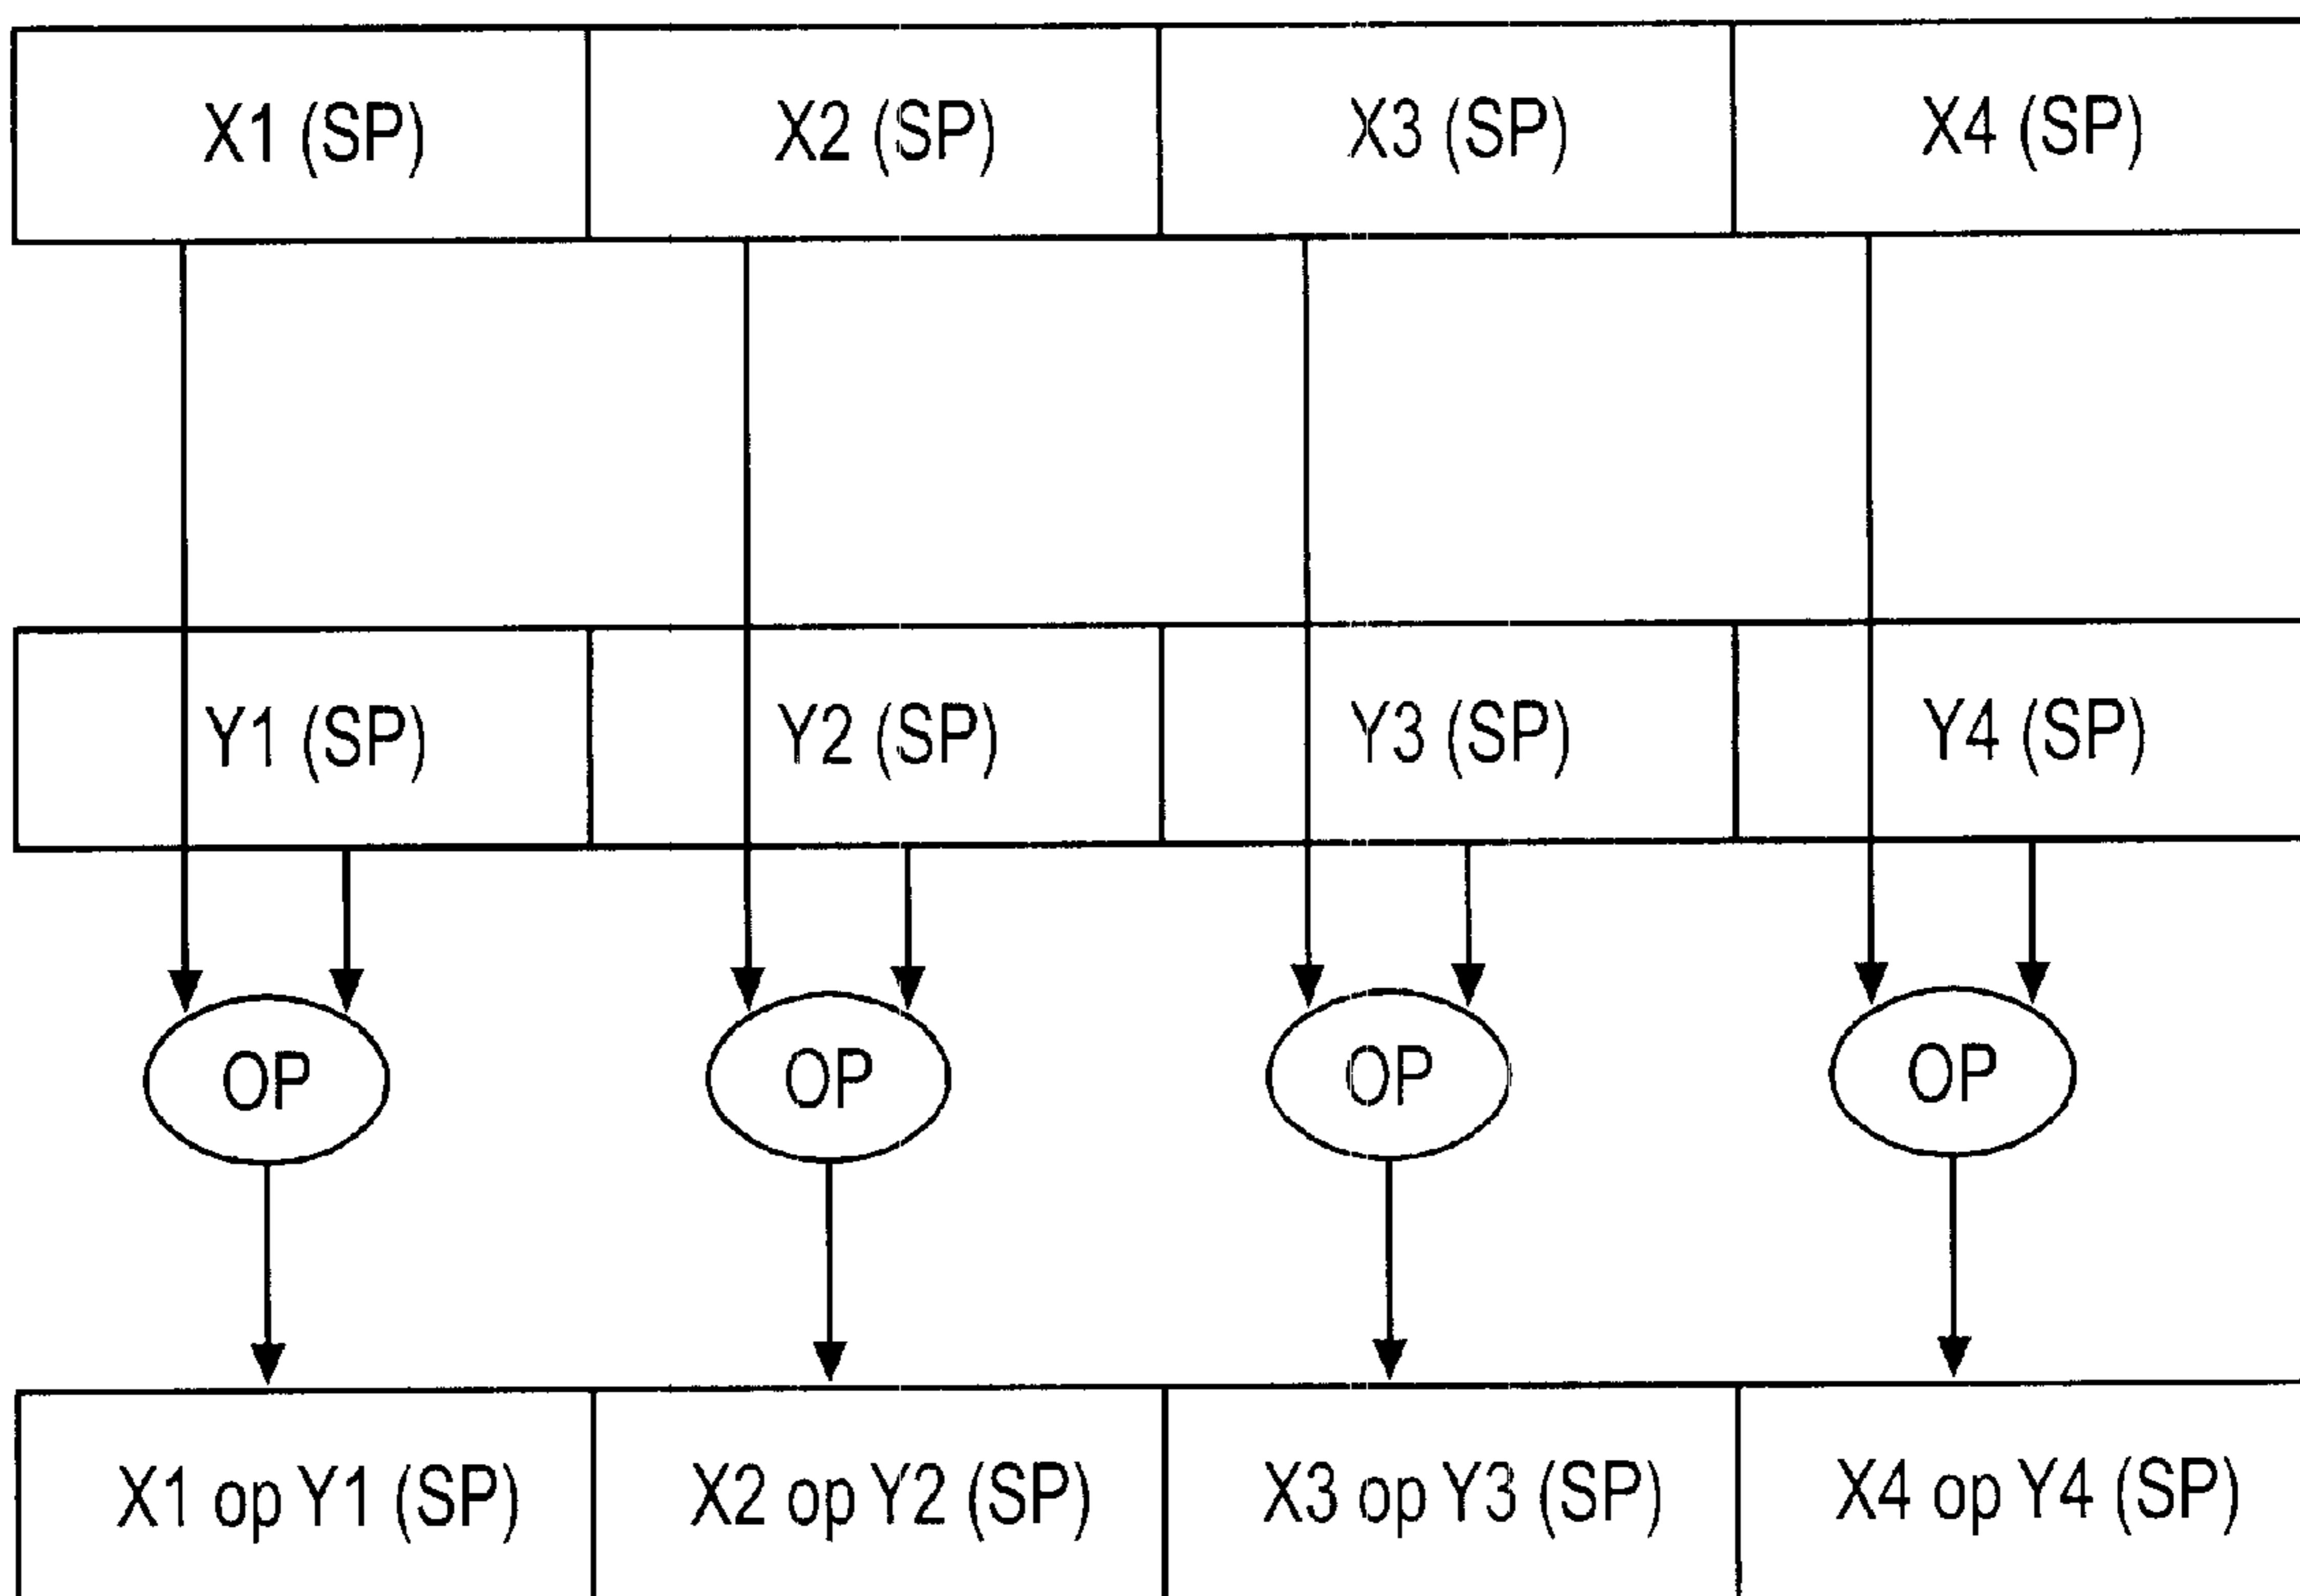 X1 (SP) X2 (SP) X3 (SP) X4 (SP)
Y1 (SP) Y2 (SP) Y3 (SP) Y4 (SP)
OP OP OP OP
X1 op Y1 (SP) X2 op Y2 (SP) X3 op Y3 (SP) X4 op Y4 (SP)